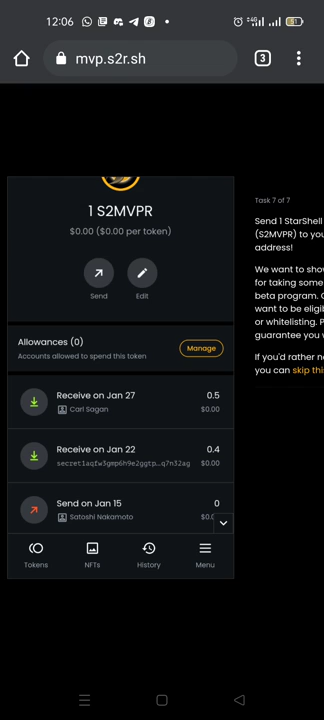 12:06
4G
mvp.s2r.sh
3
1 S2MVPR
$0.00 ($0.00 per token)
Send
Edit
Allowances (0)
Accounts allowed to spend this token
Manage
Receive on Jan 27
0.5
Carl Sagan
$0.00
Receive on Jan 22
0.4
$0.00
Send on Jan 15
0
Satoshi Nakamoto
Tokens
NFTs
History
Menu
Task 7 of 7
Send 1 StarShell
(S2MVPR) to you
address!
We want to sho
for taking some
beta program.
want to be eligib
or whitelisting. P
guarantee you
If you'd rather n
you can skip this